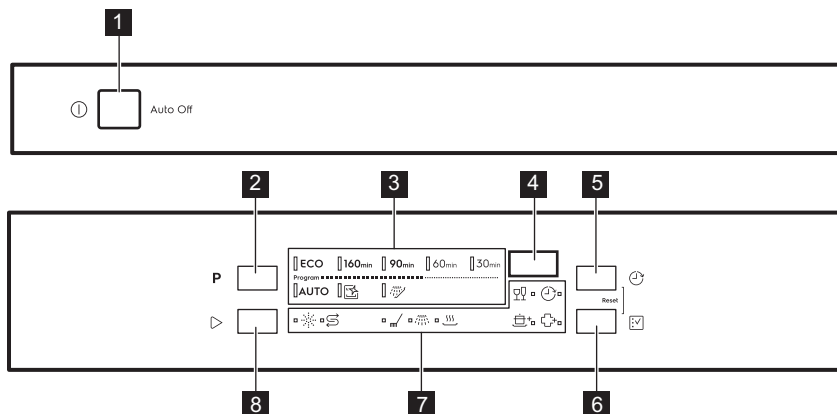 1
Auto Off
2 3 4 5
ECO 160min 90min 60min 30min
P Program
AUTO
Reset
8 7 6